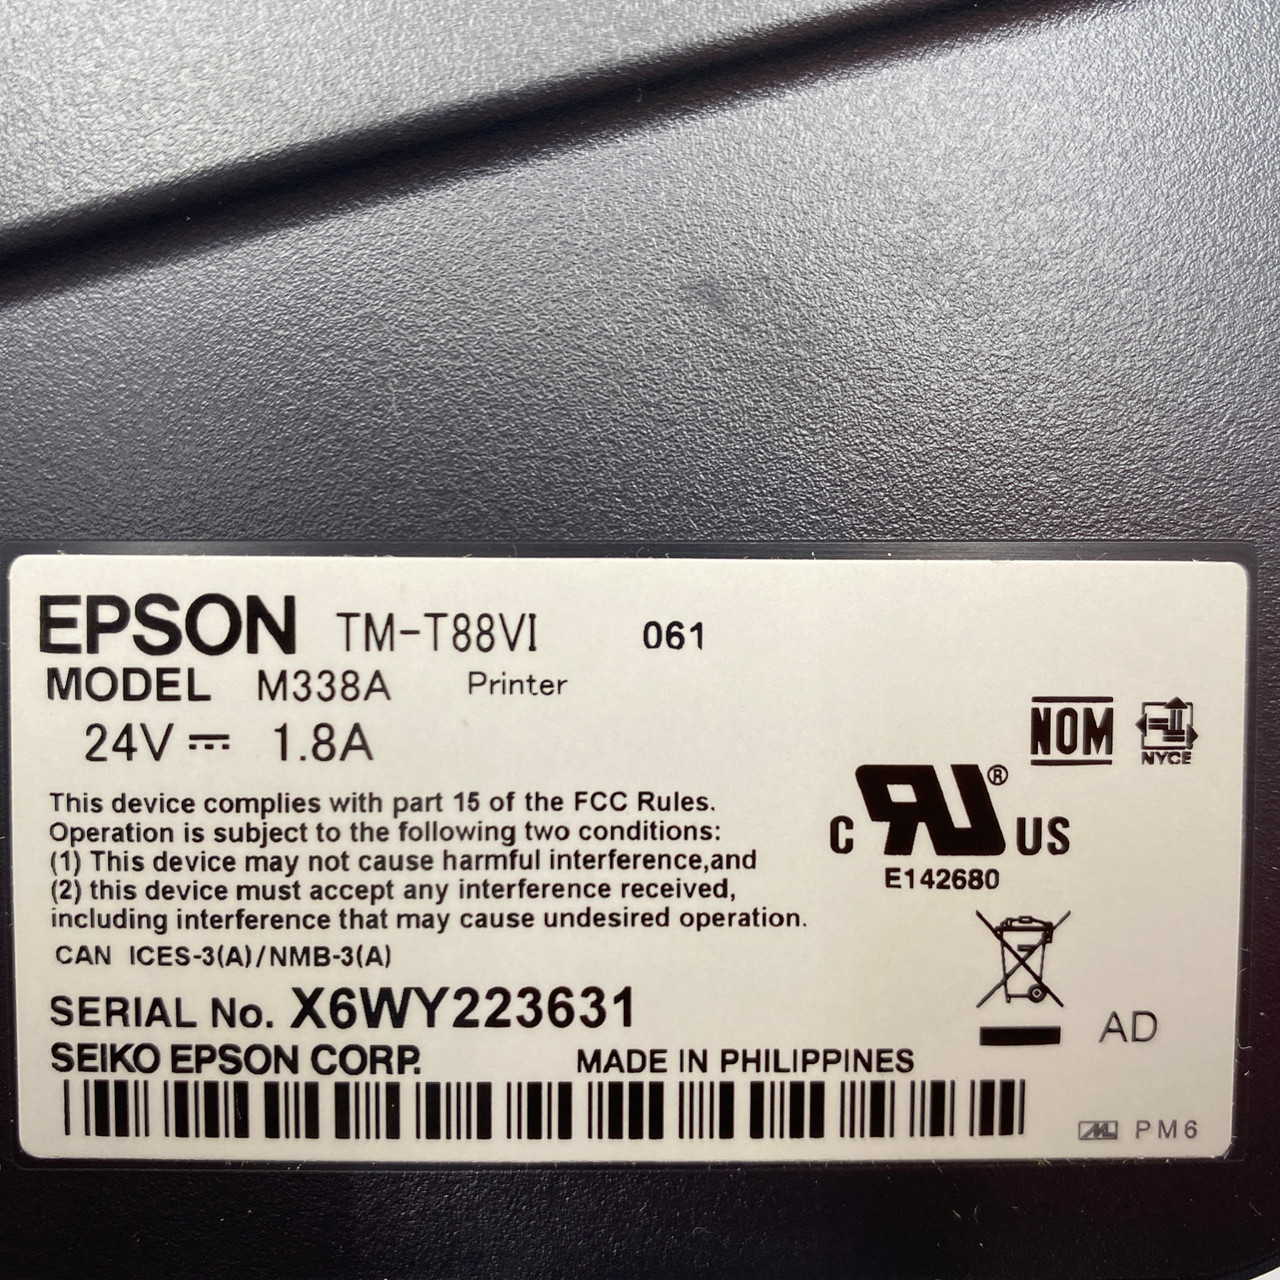 EPSON TM-T88VI 061
MODEL M338A Printer
24V ⎓ 1.8A
NOM
NYCE
This device complies with part 15 of the FCC Rules.
Operation is subject to the following two conditions:
(1) This device may not cause harmful interference,and
(2) this device must accept any interference received,
including interference that may cause undesired operation.
C RU® US
E142680
CAN ICES-3(A)/NMB-3(A)
SERIAL No. X6WY223631
AD
SEIKO EPSON CORP. MADE IN PHILIPPINES
ML PM6